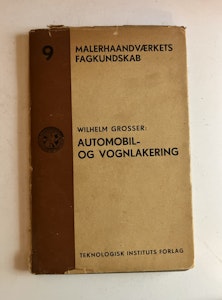 9
MALERHAANDVÆRKETS
FAGKUNDSKAB
WILHELM GROSSER:
AUTOMOBIL-
OG VOGNLAKERING
TEKNOLOGISK INSTITUTS FORLAG